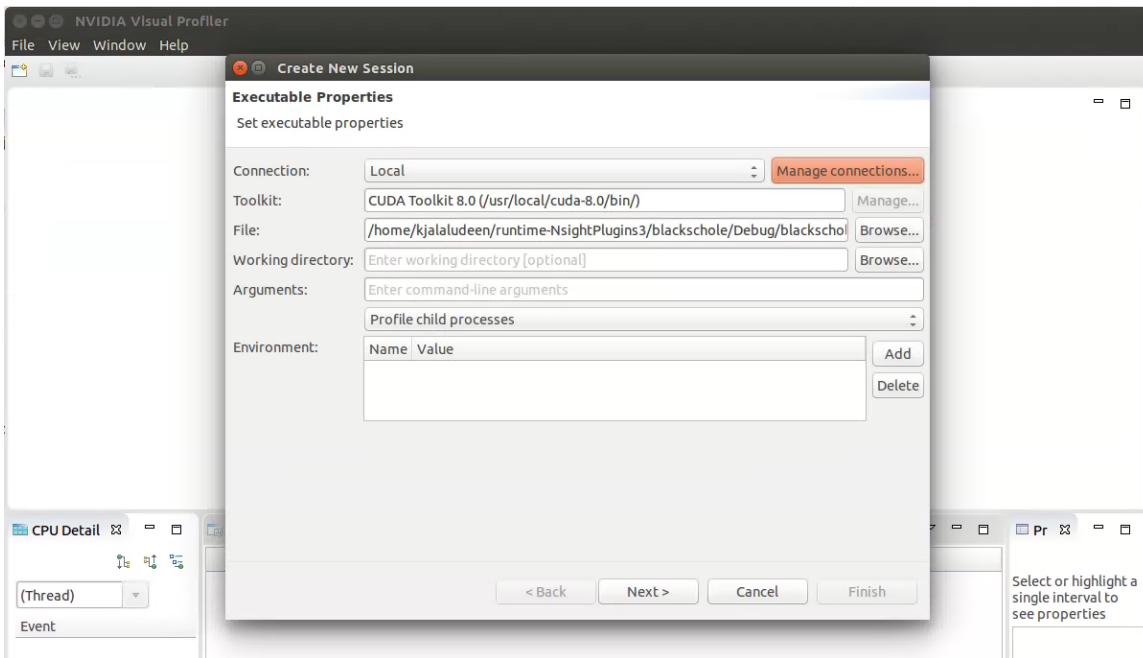 NVIDIA Visual Profiler
File View Window Help
Create New Session
Executable Properties
Set executable properties
Connection: Local Manage connections...
Toolkit: CUDA Toolkit 8.0 (/usr/local/cuda-8.0/bin/) Manage...
File: /home/kjalaludeen/runtime-NsightPlugins3/blackschole/Debug/blackschol Browse...
Working directory: Enter working directory [optional] Browse...
Arguments: Enter command-line arguments
Profile child processes
Environment: Name Value Add
Delete
< Back Next > Cancel Finish
CPU Detail
(Thread)
Event
Pr
Select or highlight a
single interval to
see properties